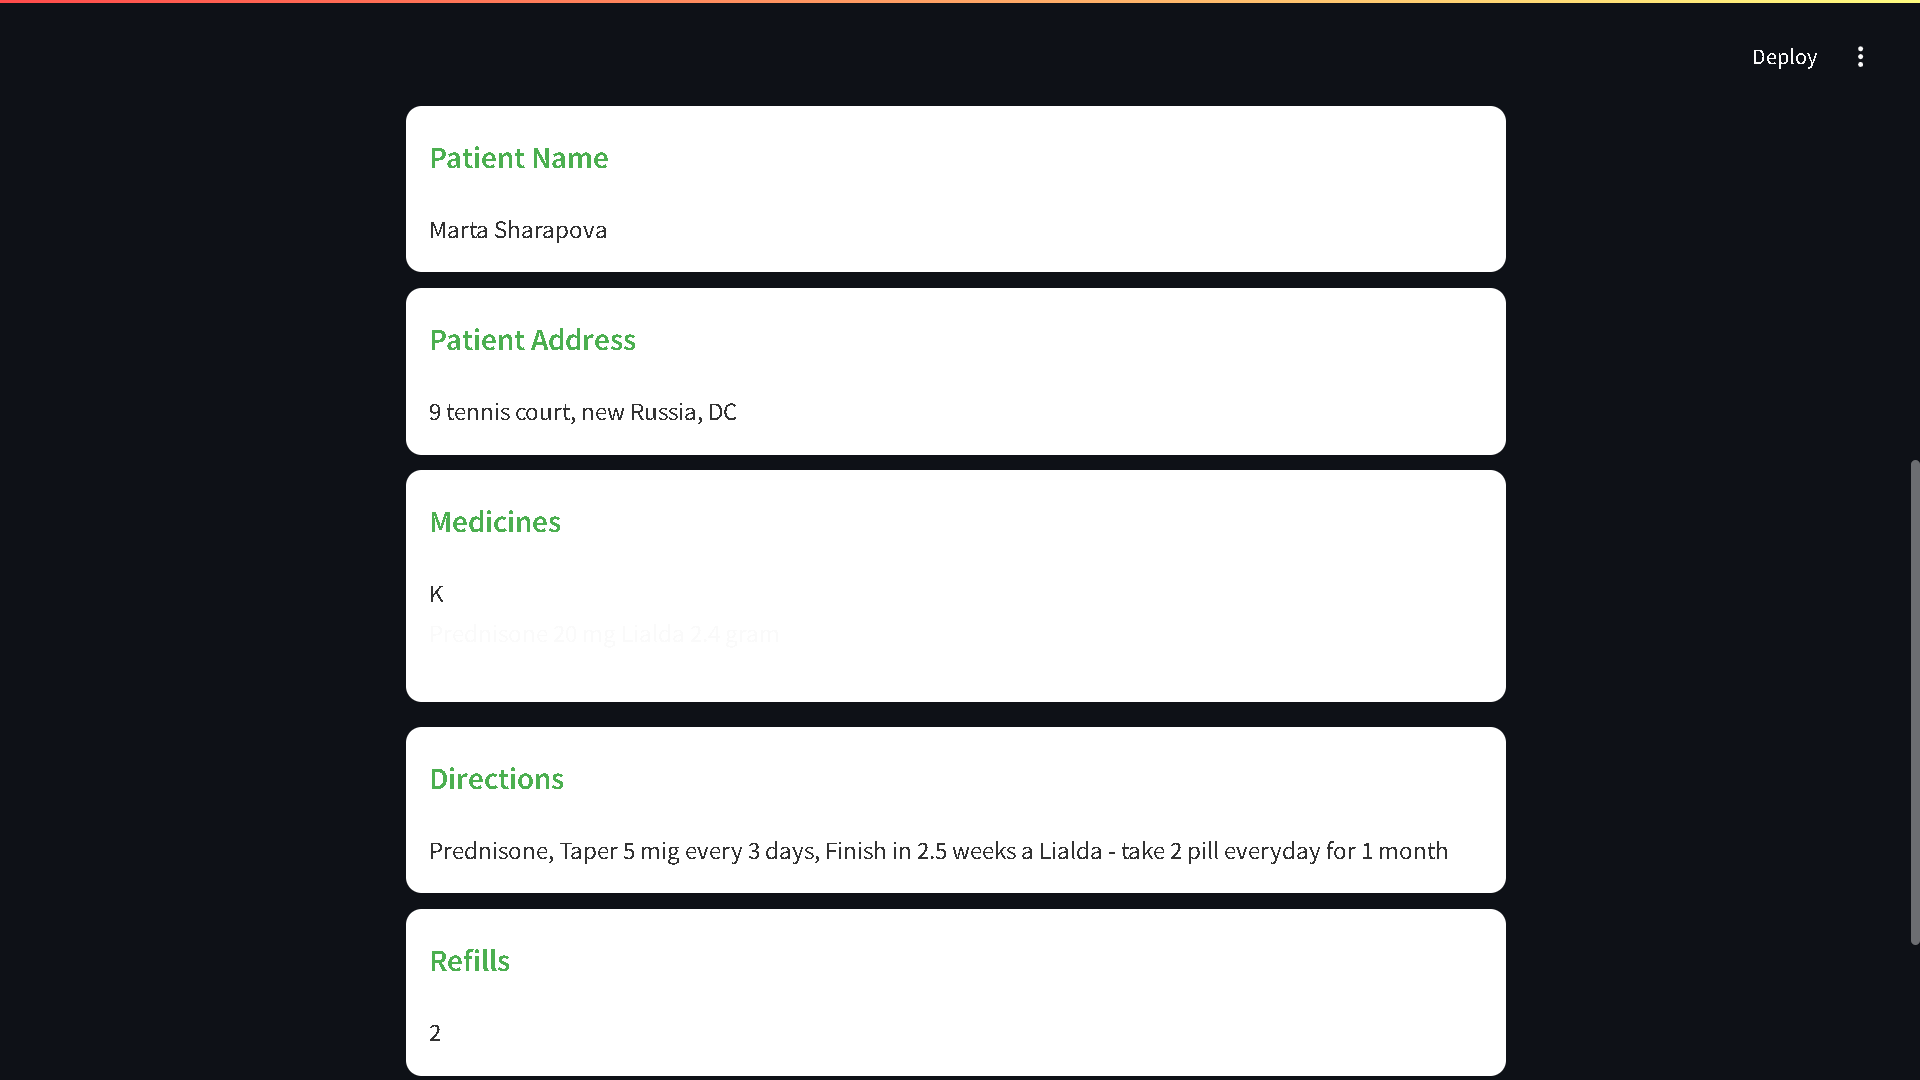 Deploy
Patient Name
Marta Sharapova
Patient Address
9 tennis court, new Russia, DC
Medicines
K
Prednisone 20 mg Lialda 2.4 gram
Directions
Prednisone, Taper 5 mig every 3 days, Finish in 2.5 weeks a Lialda - take 2 pill everyday for 1 month
Refills
2